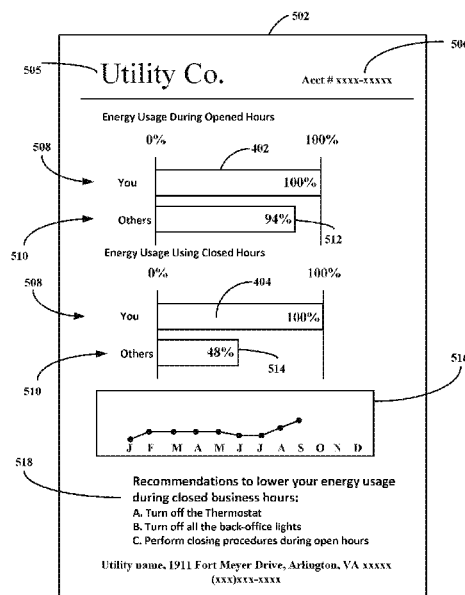 502
505
Utility Co.
Acct # xxxx-xxxxx
Energy Usage During Opened Hours
0% 100%
508 402
You 100%
Others 94%
510 512
Energy Usage Using Closed Hours
0% 100%
508 404
You 100%
Others 48%
510 514
J F M A M J J A S O N D
518
Recommendations to lower your energy usage
during closed business hours:
A. Turn off the Thermostat
B. Turn off all the back-office lights
C. Perform closing procedures during open hours
Utility name, 1911 Fort Meyer Drive, Arlington, VA xxxxx
(xxx)xxx-xxxx